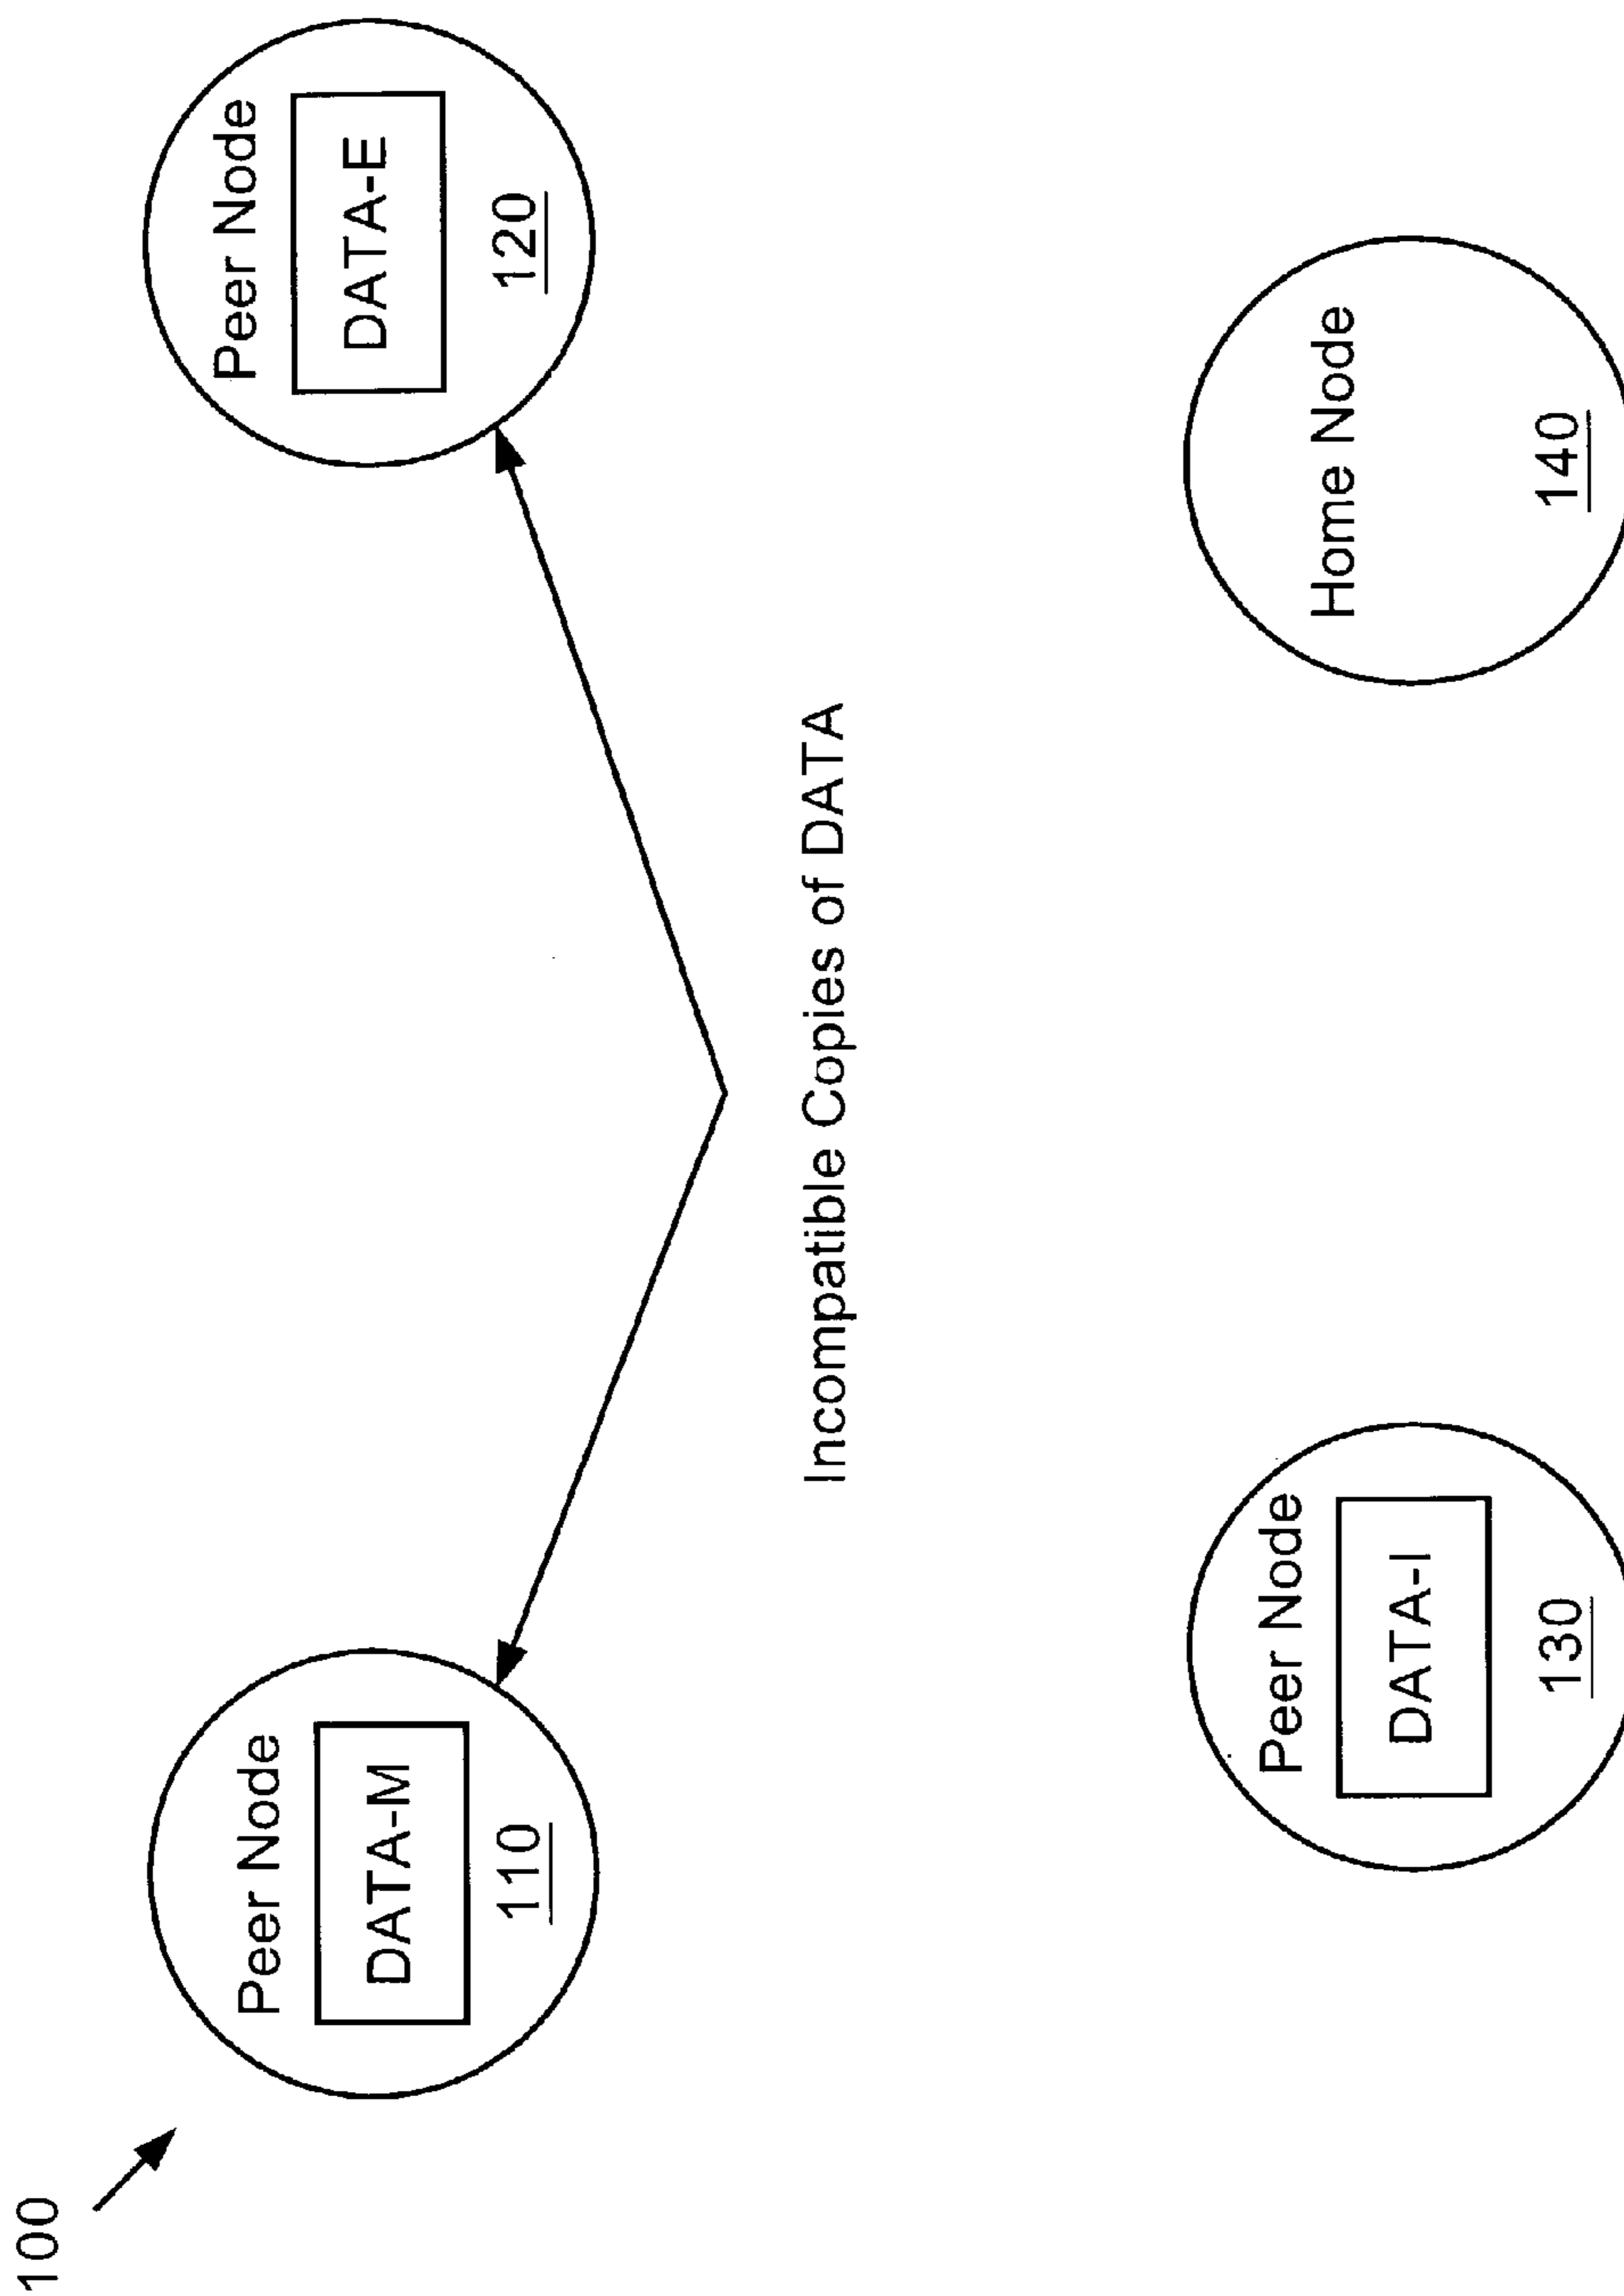 100
Peer Node
DATA-M
110
Peer Node
DATA-E
120
Incompatible Copies of DATA
Peer Node
DATA-I
130
Home Node
140